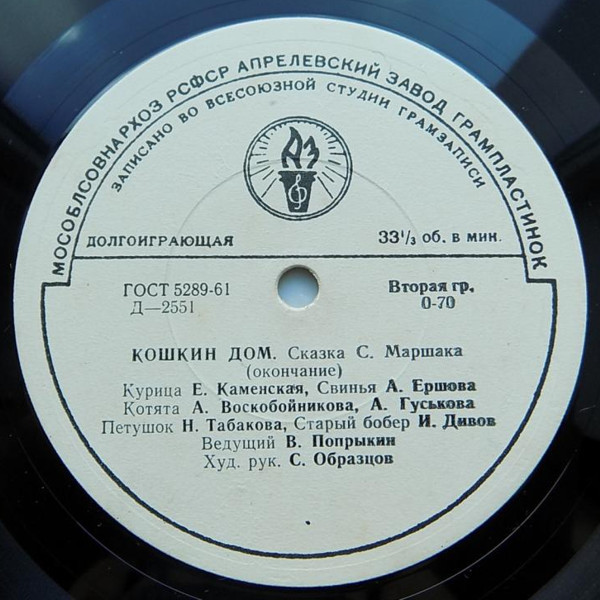 МОСОБЛСОВНАРХОЗ РСФСР АПРЕЛЕВСКИЙ ЗАВОД ГРАМПЛАСТИНОК
ЗАПИСАНО ВО ВСЕСОЮЗНОЙ СТУДИИ ГРАМЗАПИСИ
АЗ
ДОЛГОИГРАЮЩАЯ 33⅓ об. в мин.
ГОСТ 5289-61 Вторая гр.
Д—2551 0-70
КОШКИН ДОМ. Сказка С. Маршака
(окончание)
Курица Е. Каменская, Свинья А. Ершова
Котята А. Воскобойникова, А. Гуськова
Петушок Н. Табакова, Старый бобер И. Дивов
Ведущий В. Попрыкин
Худ. рук. С. Образцов